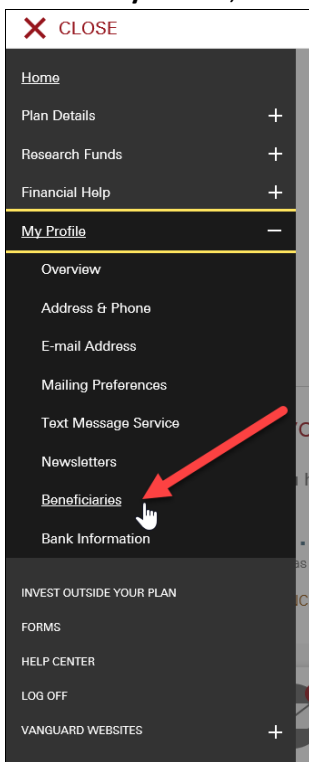 CLOSE
Home
Plan Details
Research Funds
Financial Help
My Profile
Overview
Address & Phone
E-mail Address
Mailing Preferences
Text Message Service
Newsletters
Beneficiaries
Bank Information
INVEST OUTSIDE YOUR PLAN
FORMS
HELP CENTER
LOG OFF
VANGUARD WEBSITES